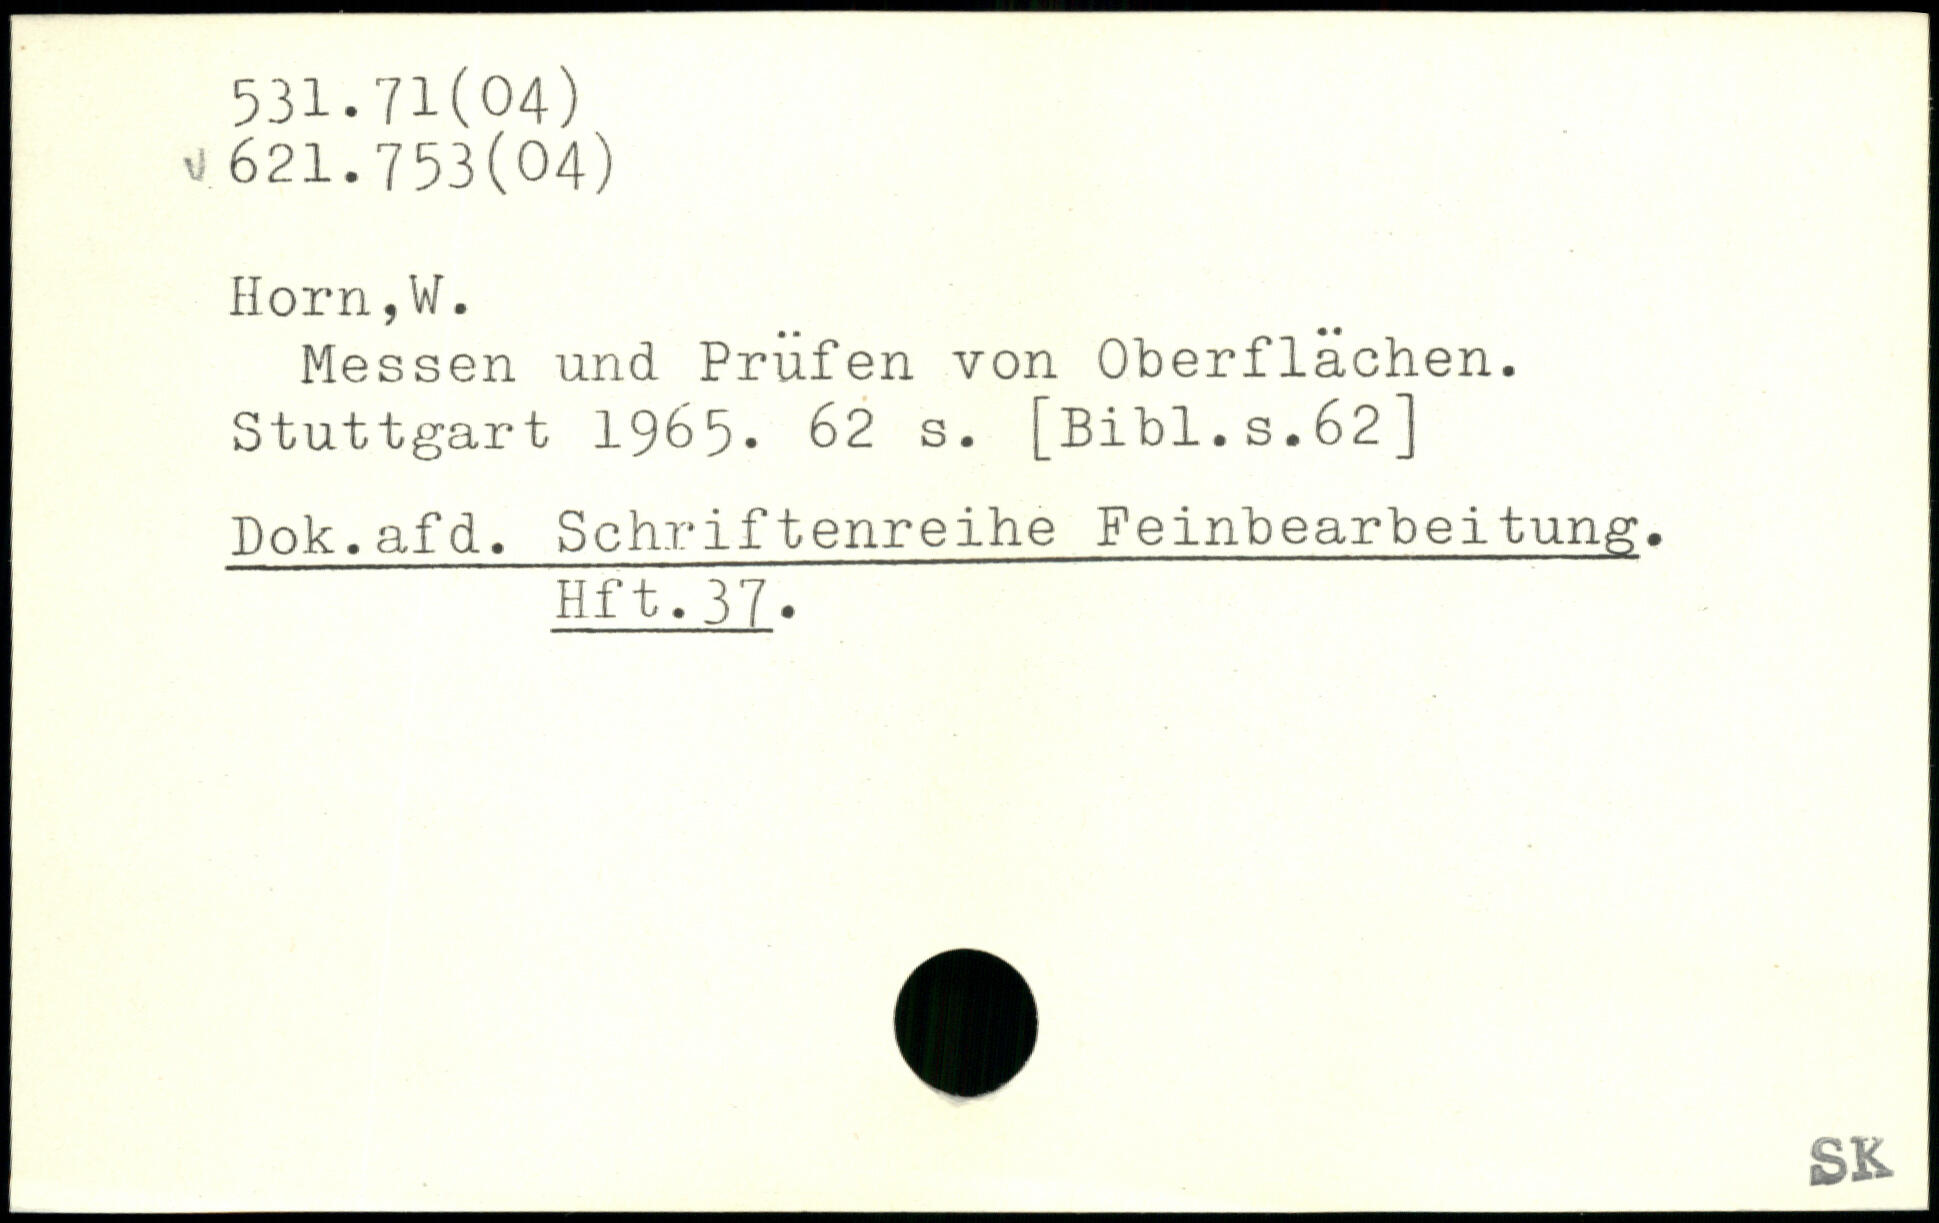 531.71(04)
v 621.753(04)
Horn,W.
Messen und Prüfen von Oberflächen.
Stuttgart 1965. 62 s. [Bibl.s.62]
Dok.afd. Schriftenreihe Feinbearbeitung.
Hft.37.
SK